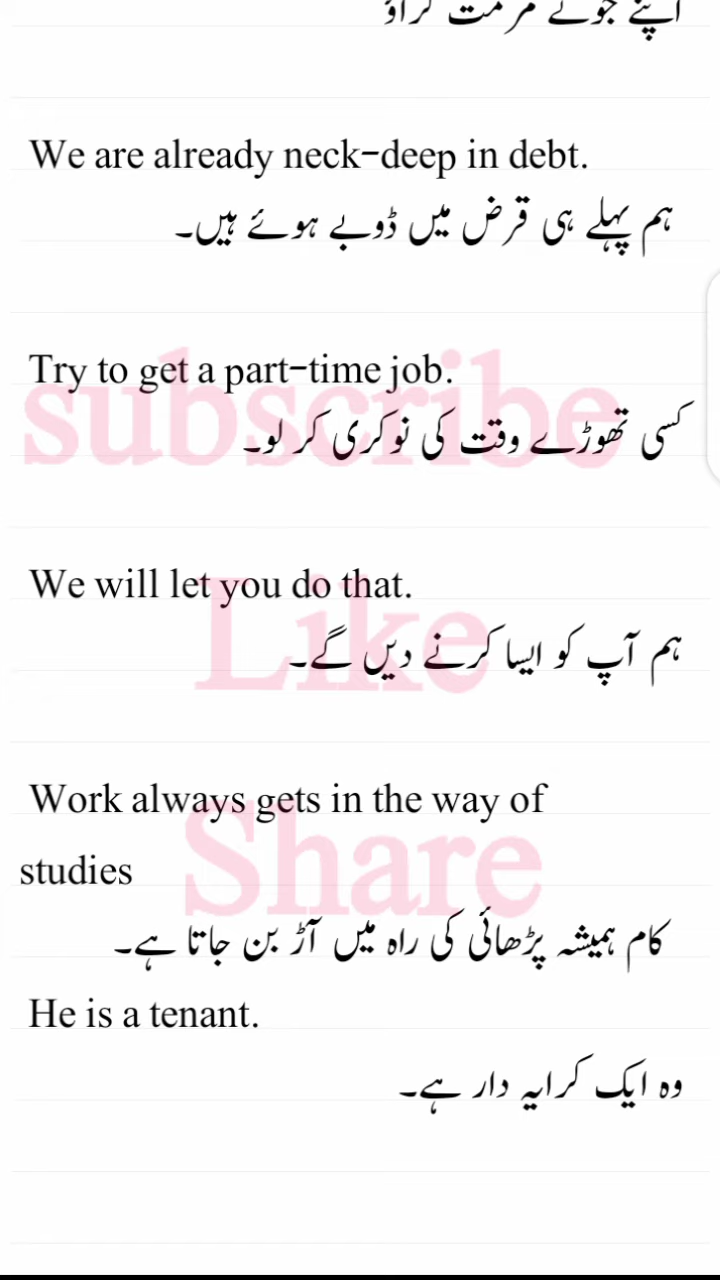 اپنے جوتے مرمت کراؤ
We are already neck-deep in debt.
ہم پہلے ہی قرض میں ڈوبے ہوئے ہیں۔
Try to get a part-time job.
کسی تھوڑے وقت کی نوکری کر لو۔
subscribe
We will let you do that.
ہم آپ کو ایسا کرنے دیں گے۔
Like
Work always gets in the way of
studies
Share
کام ہمیشہ پڑھائی کی راہ میں آڑ بن جاتا ہے۔
He is a tenant.
وہ ایک کرایہ دار ہے۔